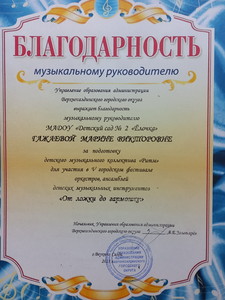 БЛАГОДАРНОСТЬ
музыкальному руководителю
Управление образования администрации
Верхнесалдинского городского округа
выражает благодарность
музыкальному руководителю
МАДОУ «Детский сад № 2 «Ёлочка»
ГАЖАЕВОЙ МАРИНЕ ВИКТОРОВНЕ
за подготовку
детского музыкального коллектива «Ритм»
для участия в V городском фестивале
оркестров, ансамблей
детских музыкальных инструментов
«От ложки до гармошки»
Начальник Управления образования администрации
Верхнесалдинского городского округа
г.Верхняя Салда